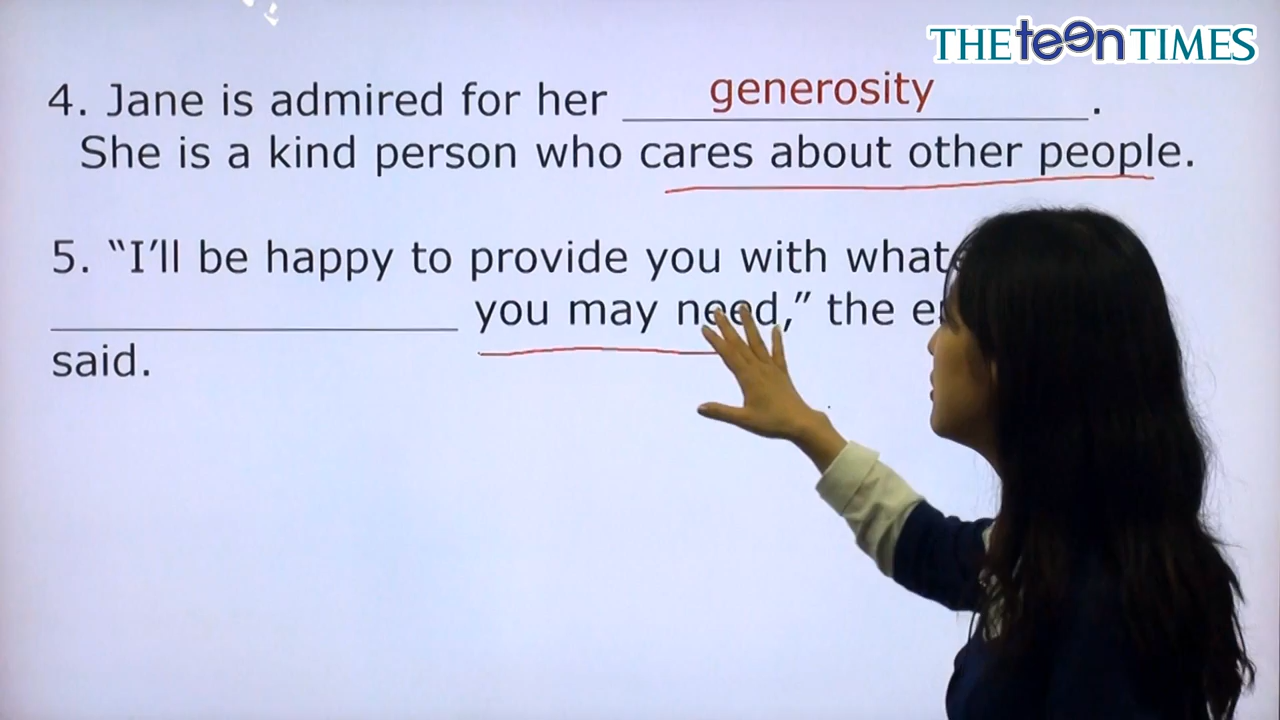 THE teen TIMES
4. Jane is admired for her generosity.
She is a kind person who cares about other people.
5. “I’ll be happy to provide you with
you may need,” the
said.